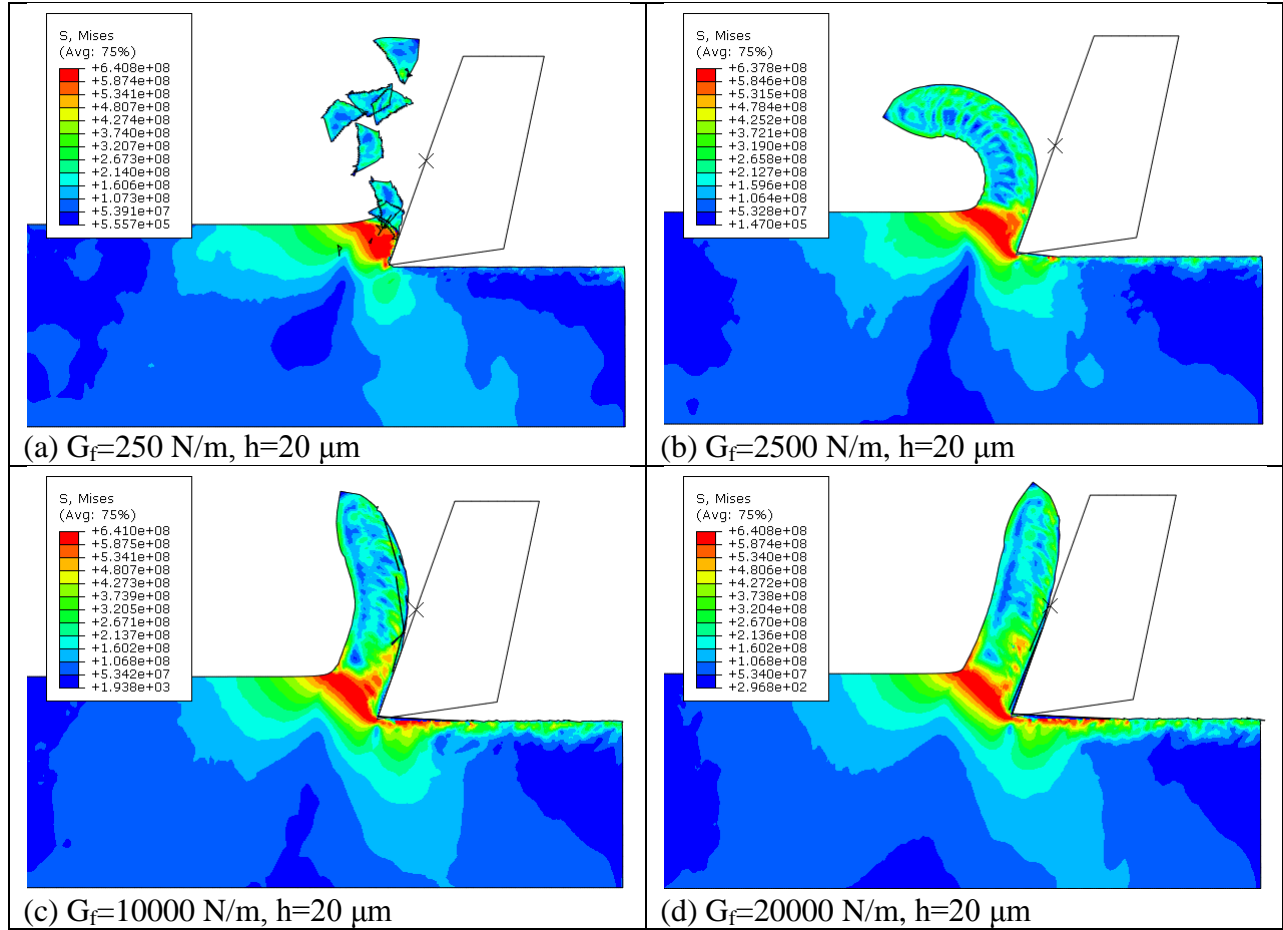 S, Mises
(Avg: 75%)
+6.408e+08
+5.874e+08
+5.341e+08
+4.807e+08
+4.274e+08
+3.740e+08
+3.207e+08
+2.673e+08
+2.140e+08
+1.606e+08
+1.073e+08
+5.391e+07
+5.557e+05
(a) Gf=250 N/m, h=20 μm
S, Mises
(Avg: 75%)
+6.378e+08
+5.846e+08
+5.315e+08
+4.784e+08
+4.252e+08
+3.721e+08
+3.190e+08
+2.658e+08
+2.127e+08
+1.596e+08
+1.064e+08
+5.328e+07
+1.470e+05
(b) Gf=2500 N/m, h=20 μm
S, Mises
(Avg: 75%)
+6.410e+08
+5.875e+08
+5.341e+08
+4.807e+08
+4.273e+08
+3.739e+08
+3.205e+08
+2.671e+08
+2.137e+08
+1.602e+08
+1.068e+08
+5.342e+07
+1.938e+03
(c) Gf=10000 N/m, h=20 μm
S, Mises
(Avg: 75%)
+6.408e+08
+5.874e+08
+5.340e+08
+4.806e+08
+4.272e+08
+3.738e+08
+3.204e+08
+2.670e+08
+2.136e+08
+1.602e+08
+1.068e+08
+5.340e+07
+2.968e+02
(d) Gf=20000 N/m, h=20 μm